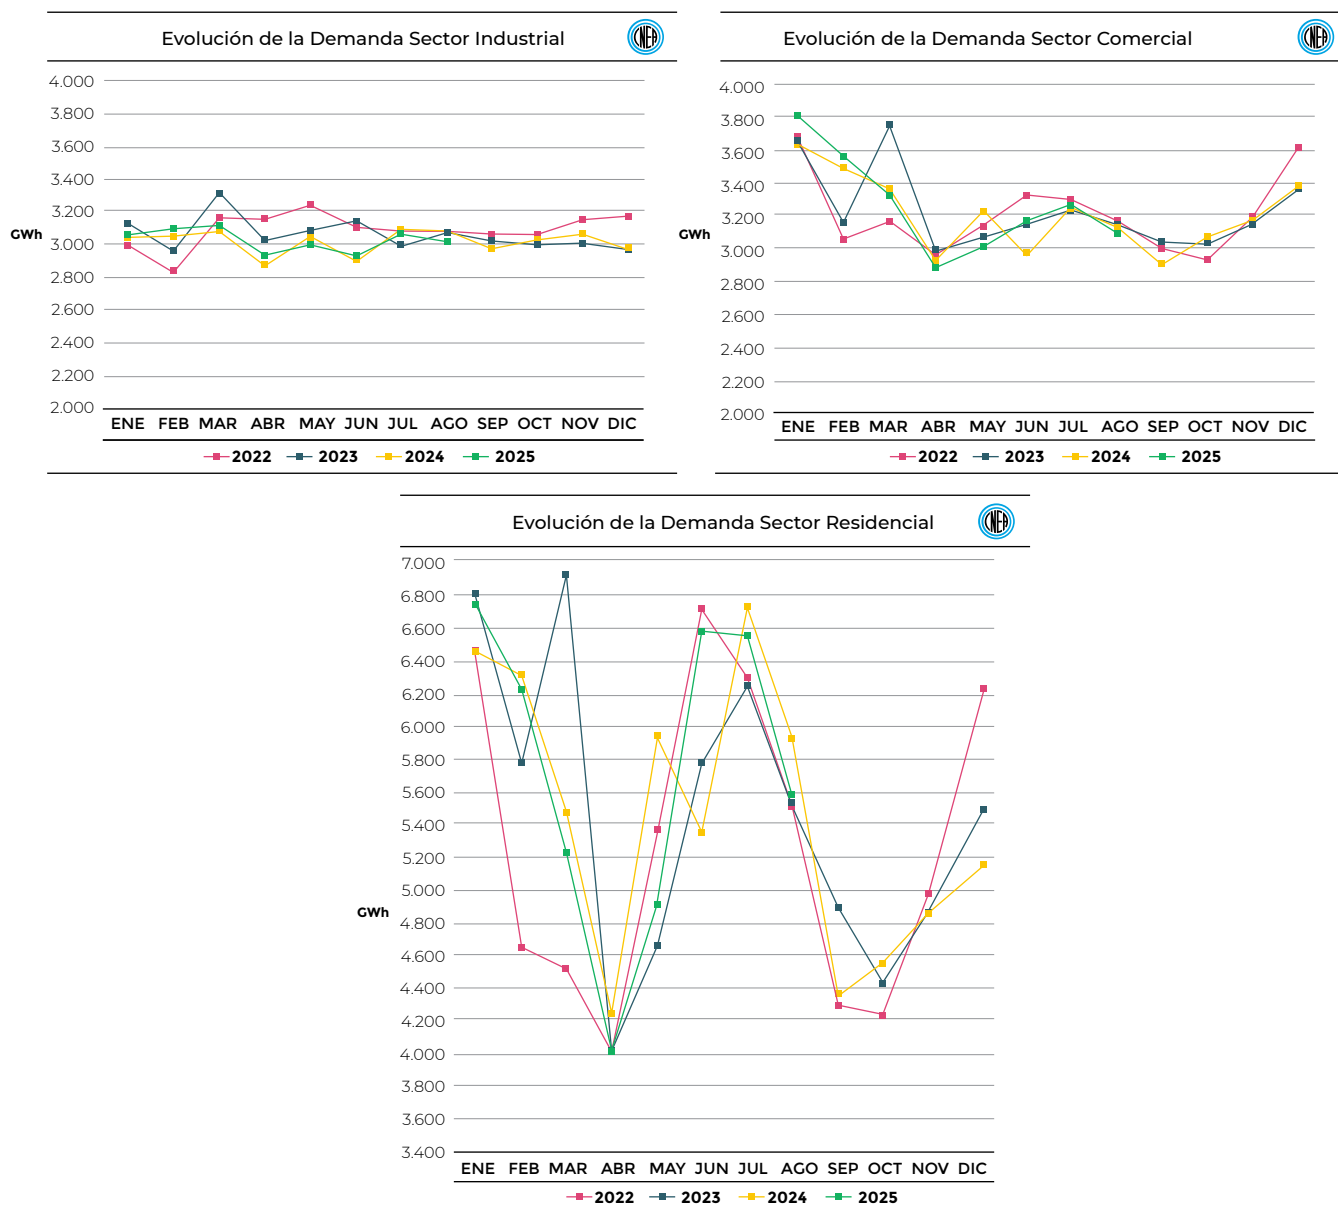 Evolución de la Demanda Sector Industrial
CNEA
4.000
3.800
3.600
3.400
3.200
GWh
3.000
2.800
2.600
2.400
2.200
2.000
ENE FEB MAR ABR MAY JUN JUL AGO SEP OCT NOV DIC
2022 2023 2024 2025
Evolución de la Demanda Sector Comercial
CNEA
4.000
3.800
3.600
3.400
3.200
GWh
3.000
2.800
2.600
2.400
2.200
2.000
ENE FEB MAR ABR MAY JUN JUL AGO SEP OCT NOV DIC
2022 2023 2024 2025
Evolución de la Demanda Sector Residencial
CNEA
7.000
6.800
6.600
6.400
6.200
6.000
5.800
5.600
5.400
5.200
5.000
GWh
4.800
4.600
4.400
4.200
4.000
3.800
3.600
3.400
ENE FEB MAR ABR MAY JUN JUL AGO SEP OCT NOV DIC
2022 2023 2024 2025